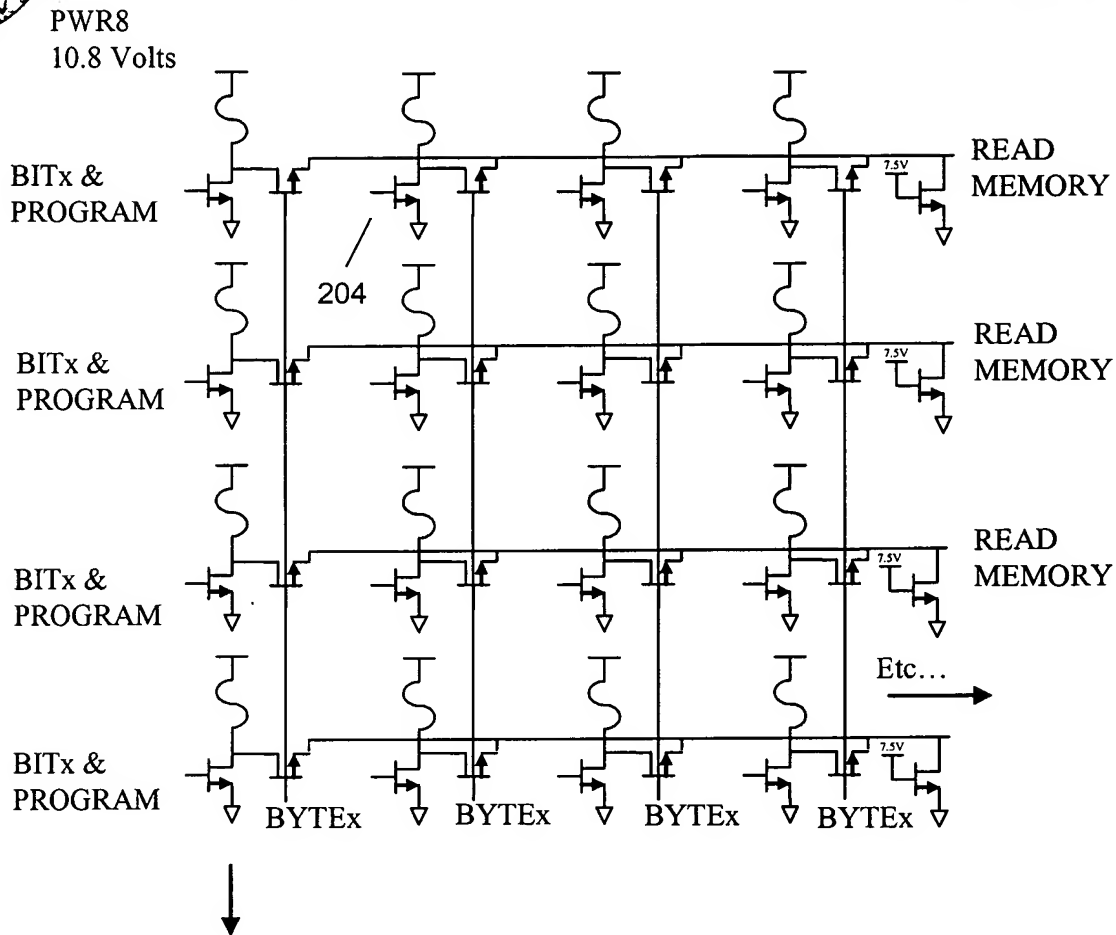 PWR8
10.8 Volts
BITx &
PROGRAM
7.5V
READ
MEMORY
204
BITx &
PROGRAM
7.5V
READ
MEMORY
BITx &
PROGRAM
7.5V
READ
MEMORY
Etc...
BITx &
PROGRAM
7.5V
BYTEx BYTEx BYTEx BYTEx